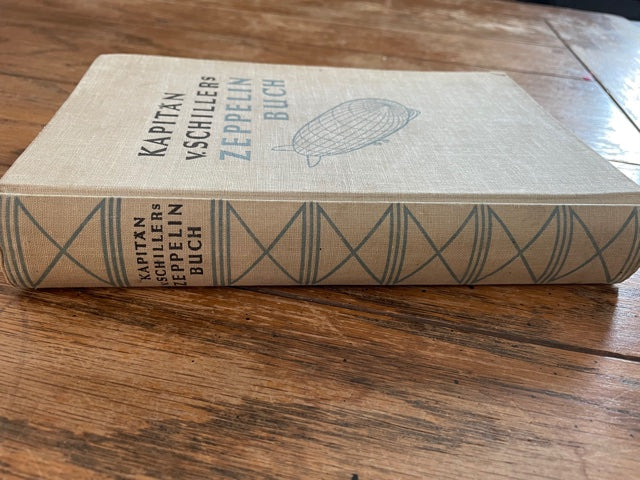 KAPITÄN
v.SCHILLERs
ZEPPELIN
BUCH
KAPITÄN
v.SCHILLERs
ZEPPELIN
BUCH